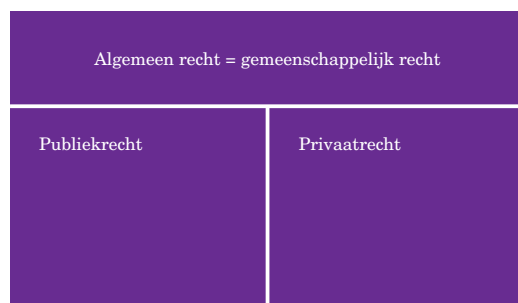 Algemeen recht = gemeenschappelijk recht
Publiekrecht
Privaatrecht